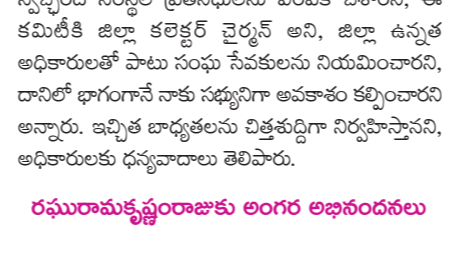 కమిటీకి జిల్లా కలెక్టర్ చైర్మన్ అని, జిల్లా ఉన్నత
అధికారులతో పాటు సంఘ సేవకులను నియమించారని,
దానిలో భాగంగానే నాకు సభ్యునిగా అవకాశం కల్పించారని
అన్నారు. ఇచ్చిత బాధ్యతలను చిత్తశుద్దిగా నిర్వహిస్తానని,
అధికారులకు ధన్యవాదాలు తెలిపారు.
రఘురామకృష్ణంరాజుకు అంగర అభినందనలు